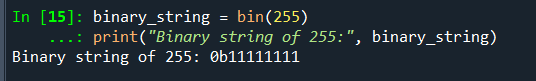 In [15]: binary_string = bin(255)
...: print("Binary string of 255:", binary_string)
Binary string of 255: 0b11111111